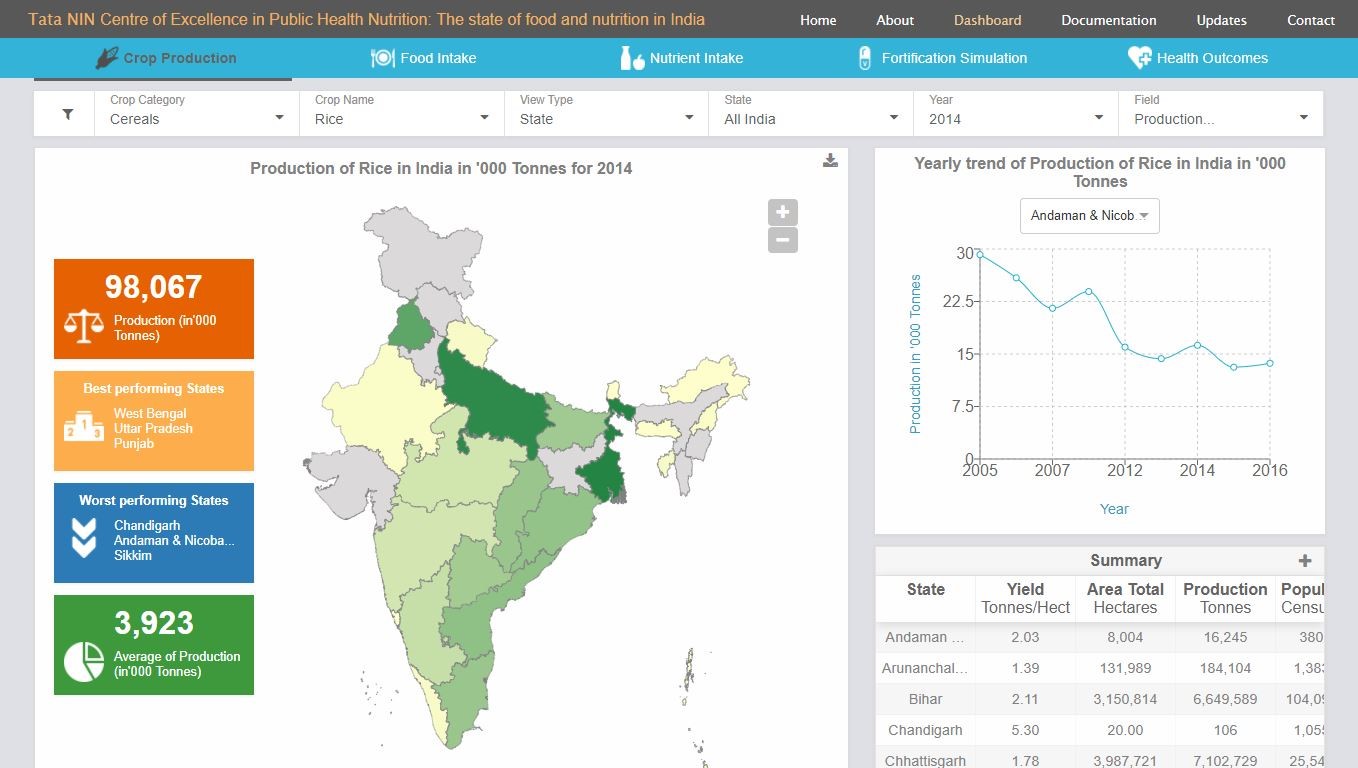 Tata NIN Centre of Excellence in Public Health Nutrition: The state of food and nutrition in India
Home About Dashboard Documentation Updates Contact
Crop Production Food Intake Nutrient Intake Fortification Simulation Health Outcomes
Crop Category Crop Name View Type State Year Field
Cereals Rice State All India 2014 Production...
Production of Rice in India in '000 Tonnes for 2014
+
−
98,067
Production (in'000
Tonnes)
Best performing States
West Bengal
Uttar Pradesh
Punjab
1
2 3
Worst performing States
Chandigarh
Andaman & Nicoba...
Sikkim
3,923
Average of Production
(in'000 Tonnes)
Yearly trend of Production of Rice in India in '000
Tonnes
Andaman & Nicob...
Production in '000 Tonnes
30
22.5
15
7.5
0
2005 2007 2012 2014 2016
Year
Summary +
State Yield Area Total Production Popul
Tonnes/Hect Hectares Tonnes Censu
Andaman ... 2.03 8,004 16,245 380
Arunanchal... 1.39 131,989 184,104 1,383
Bihar 2.11 3,150,814 6,649,589 104,09
Chandigarh 5.30 20.00 106 1,055
Chhattisgarh 1.78 3,987,721 7,102,729 25,54